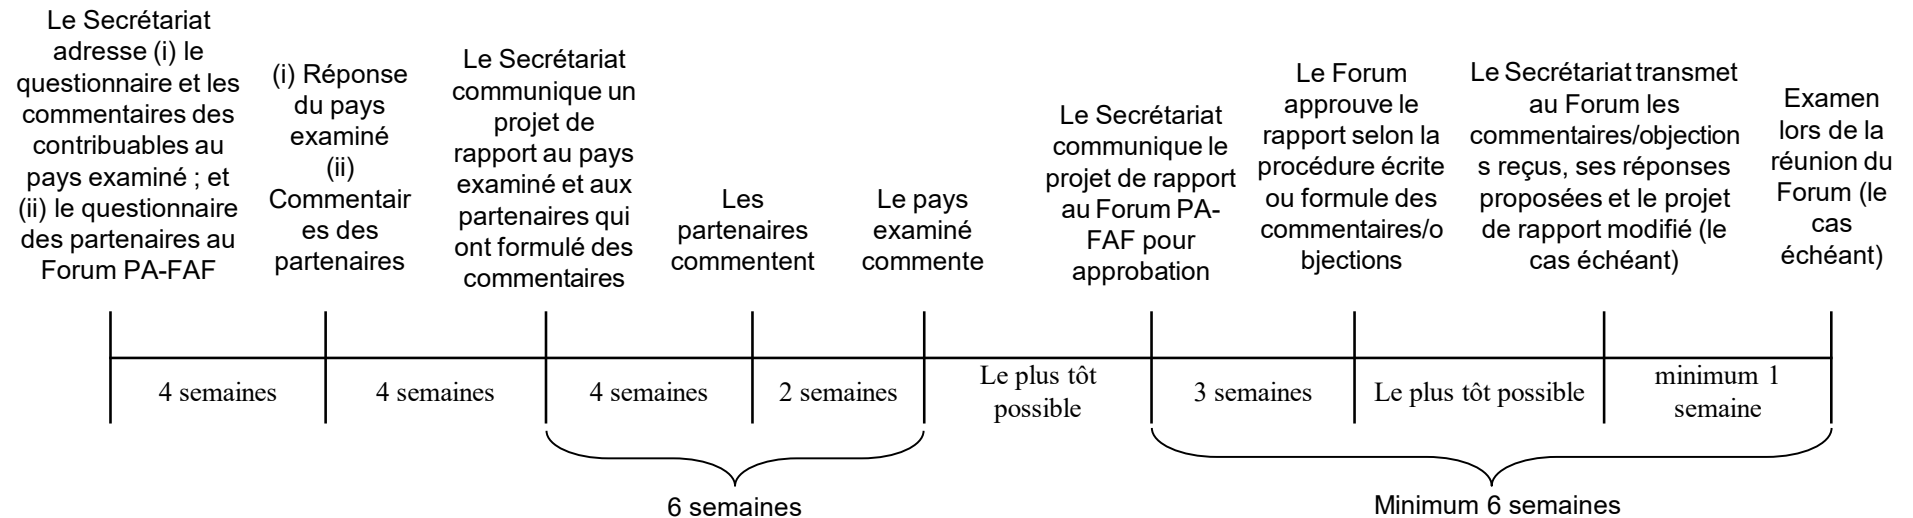 Le Secrétariat
adresse (i) le
questionnaire et les
commentaires des
contribuables au
pays examiné ; et
(ii) le questionnaire
des partenaires au
Forum PA-FAF
(i) Réponse
du pays
examiné
(ii)
Commentair
es des
partenaires
Le Secrétariat
communique un
projet de
rapport au pays
examiné et aux
partenaires qui
ont formulé des
commentaires
Les
partenaires
commentent
Le pays
examiné
commente
Le Secrétariat
communique le
projet de rapport
au Forum PA-
FAF pour
approbation
Le Forum
approuve le
rapport selon la
procédure écrite
ou formule des
commentaires/o
bjections
Le Secrétariat transmet
au Forum les
commentaires/objection
s reçus, ses réponses
proposées et le projet
de rapport modifié (le
cas échéant)
Examen
lors de la
réunion du
Forum (le
cas
échéant)
4 semaines
4 semaines
4 semaines
2 semaines
Le plus tôt
possible
3 semaines
Le plus tôt possible
minimum 1
semaine
6 semaines
Minimum 6 semaines